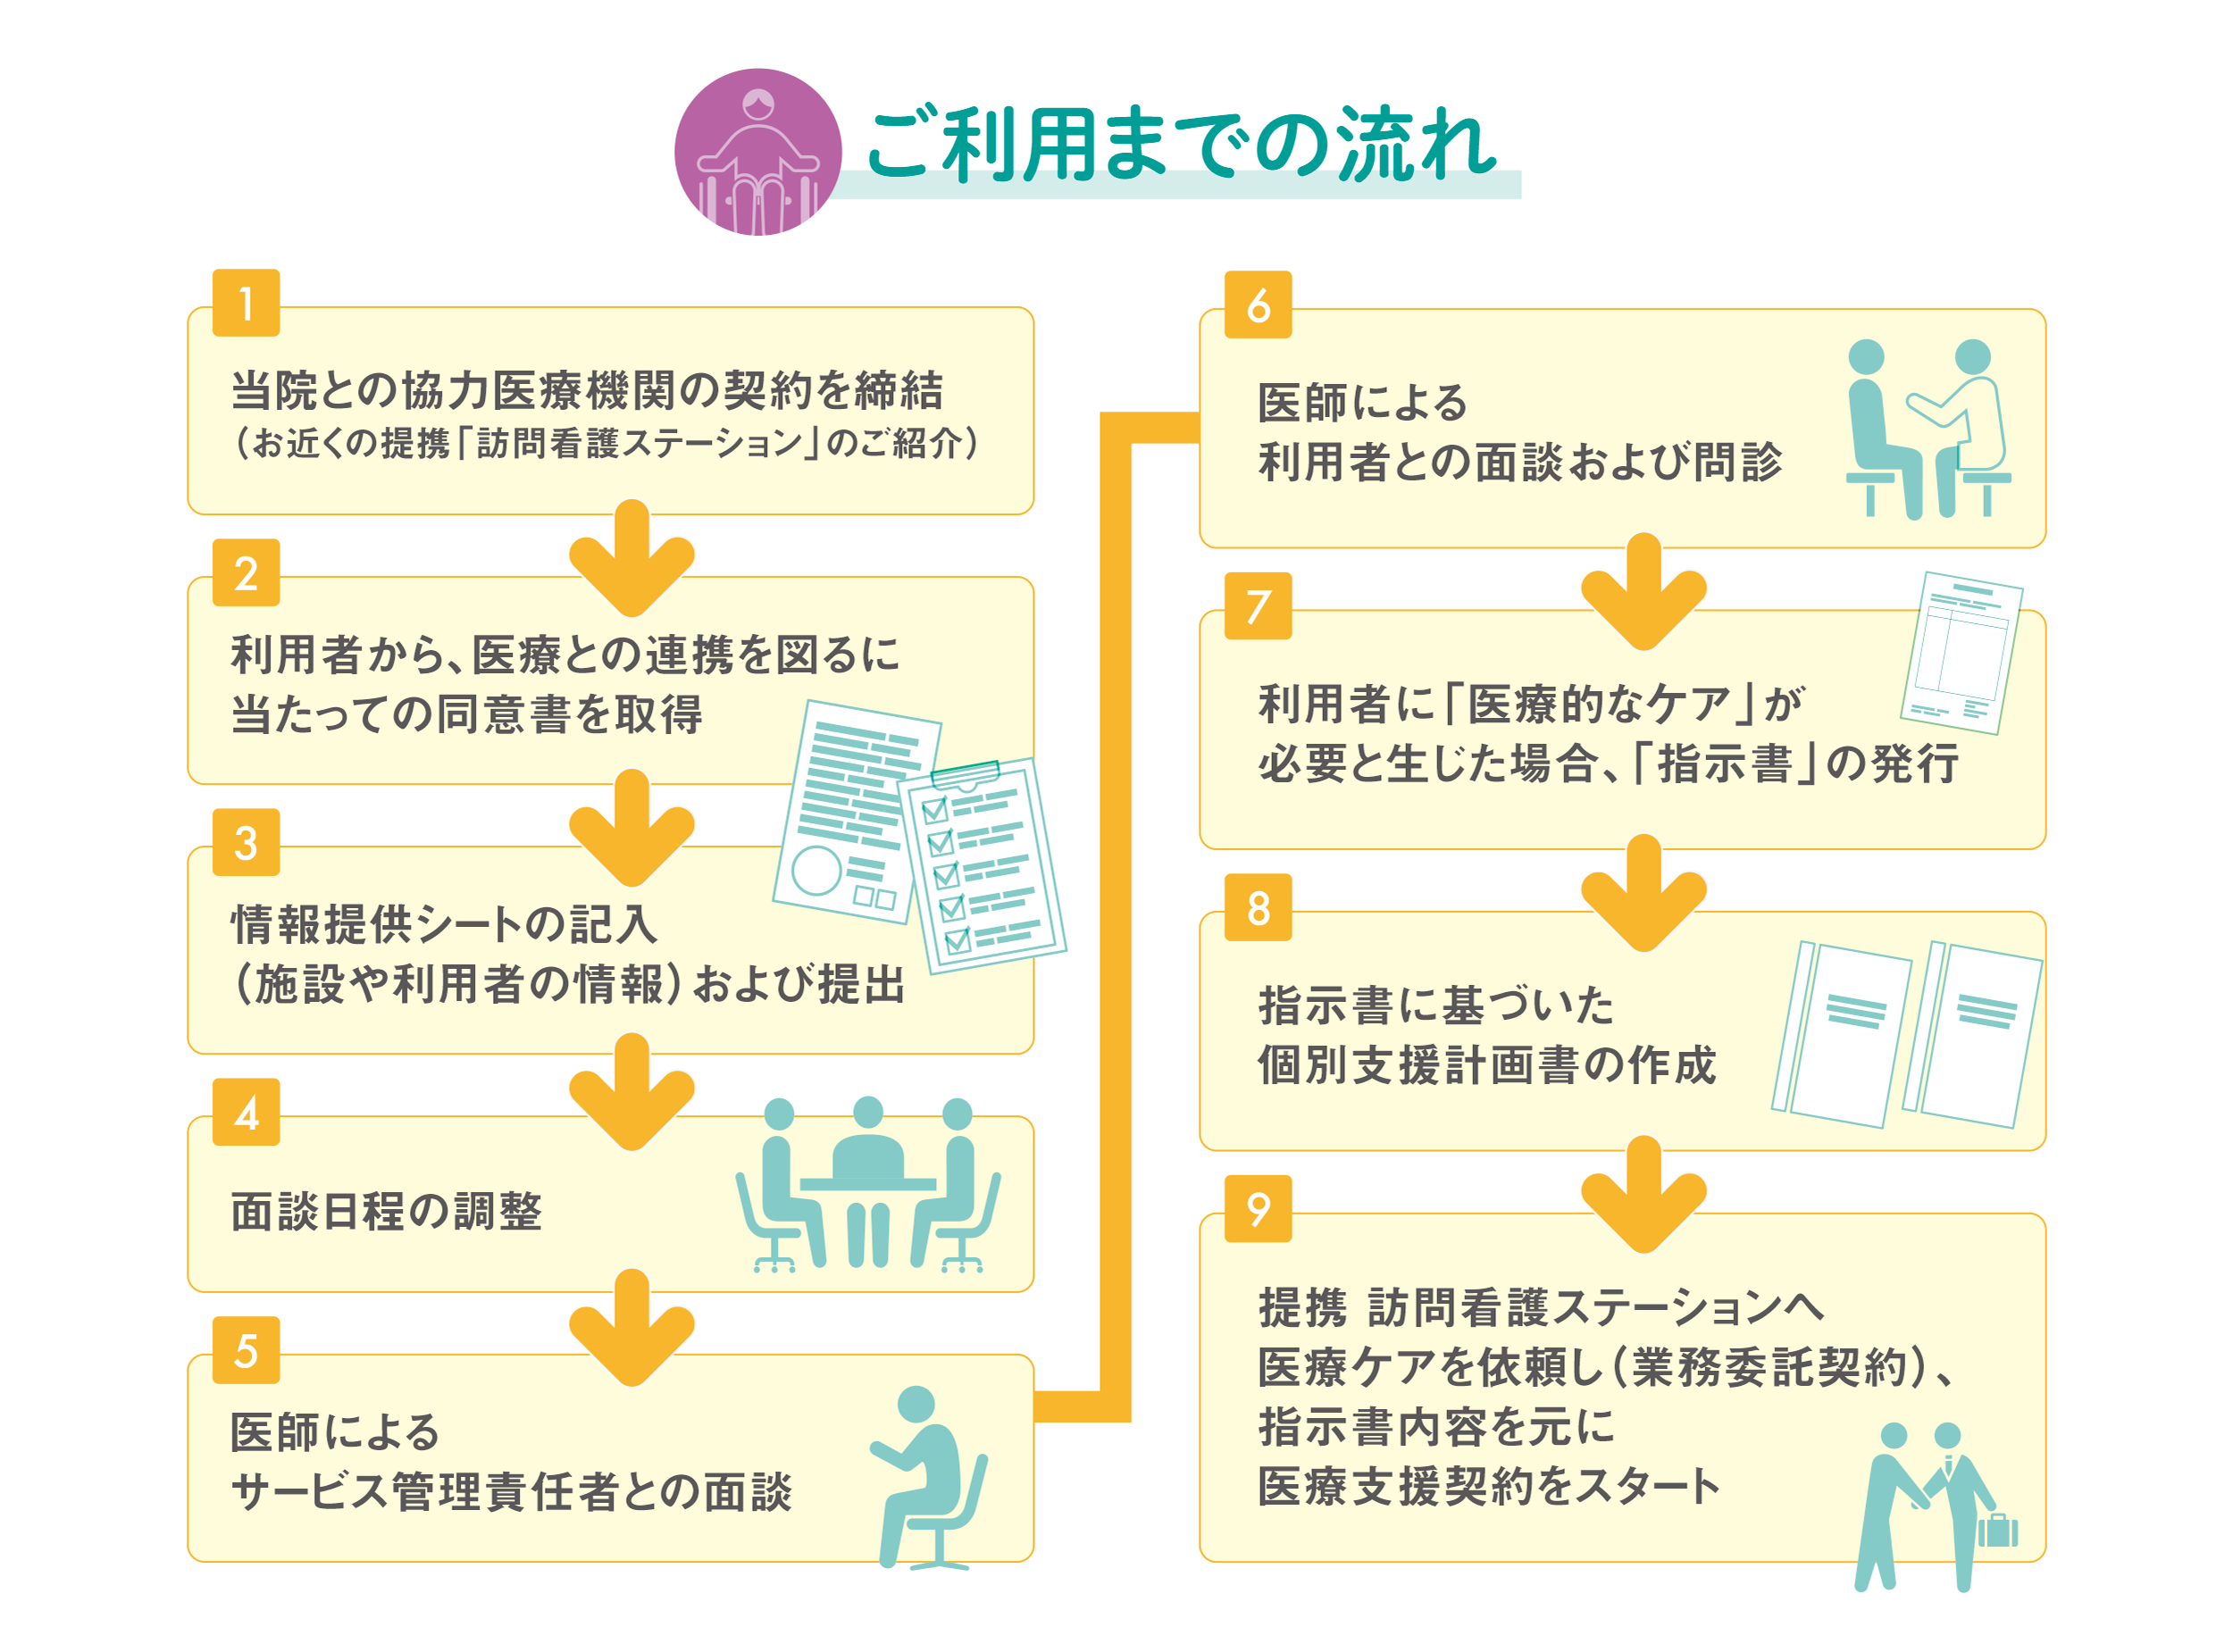 ご利用までの流れ
1
当院との協力医療機関の契約を締結
（お近くの提携「訪問看護ステーション」のご紹介）
2
利用者から、医療との連携を図るに
当たっての同意書を取得
3
情報提供シートの記入
（施設や利用者の情報）および提出
4
面談日程の調整
5
医師による
サービス管理責任者との面談
6
医師による
利用者との面談および問診
7
利用者に「医療的なケア」が
必要と生じた場合、「指示書」の発行
8
指示書に基づいた
個別支援計画書の作成
9
提携 訪問看護ステーションへ
医療ケアを依頼し（業務委託契約）、
指示書内容を元に
医療支援契約をスタート